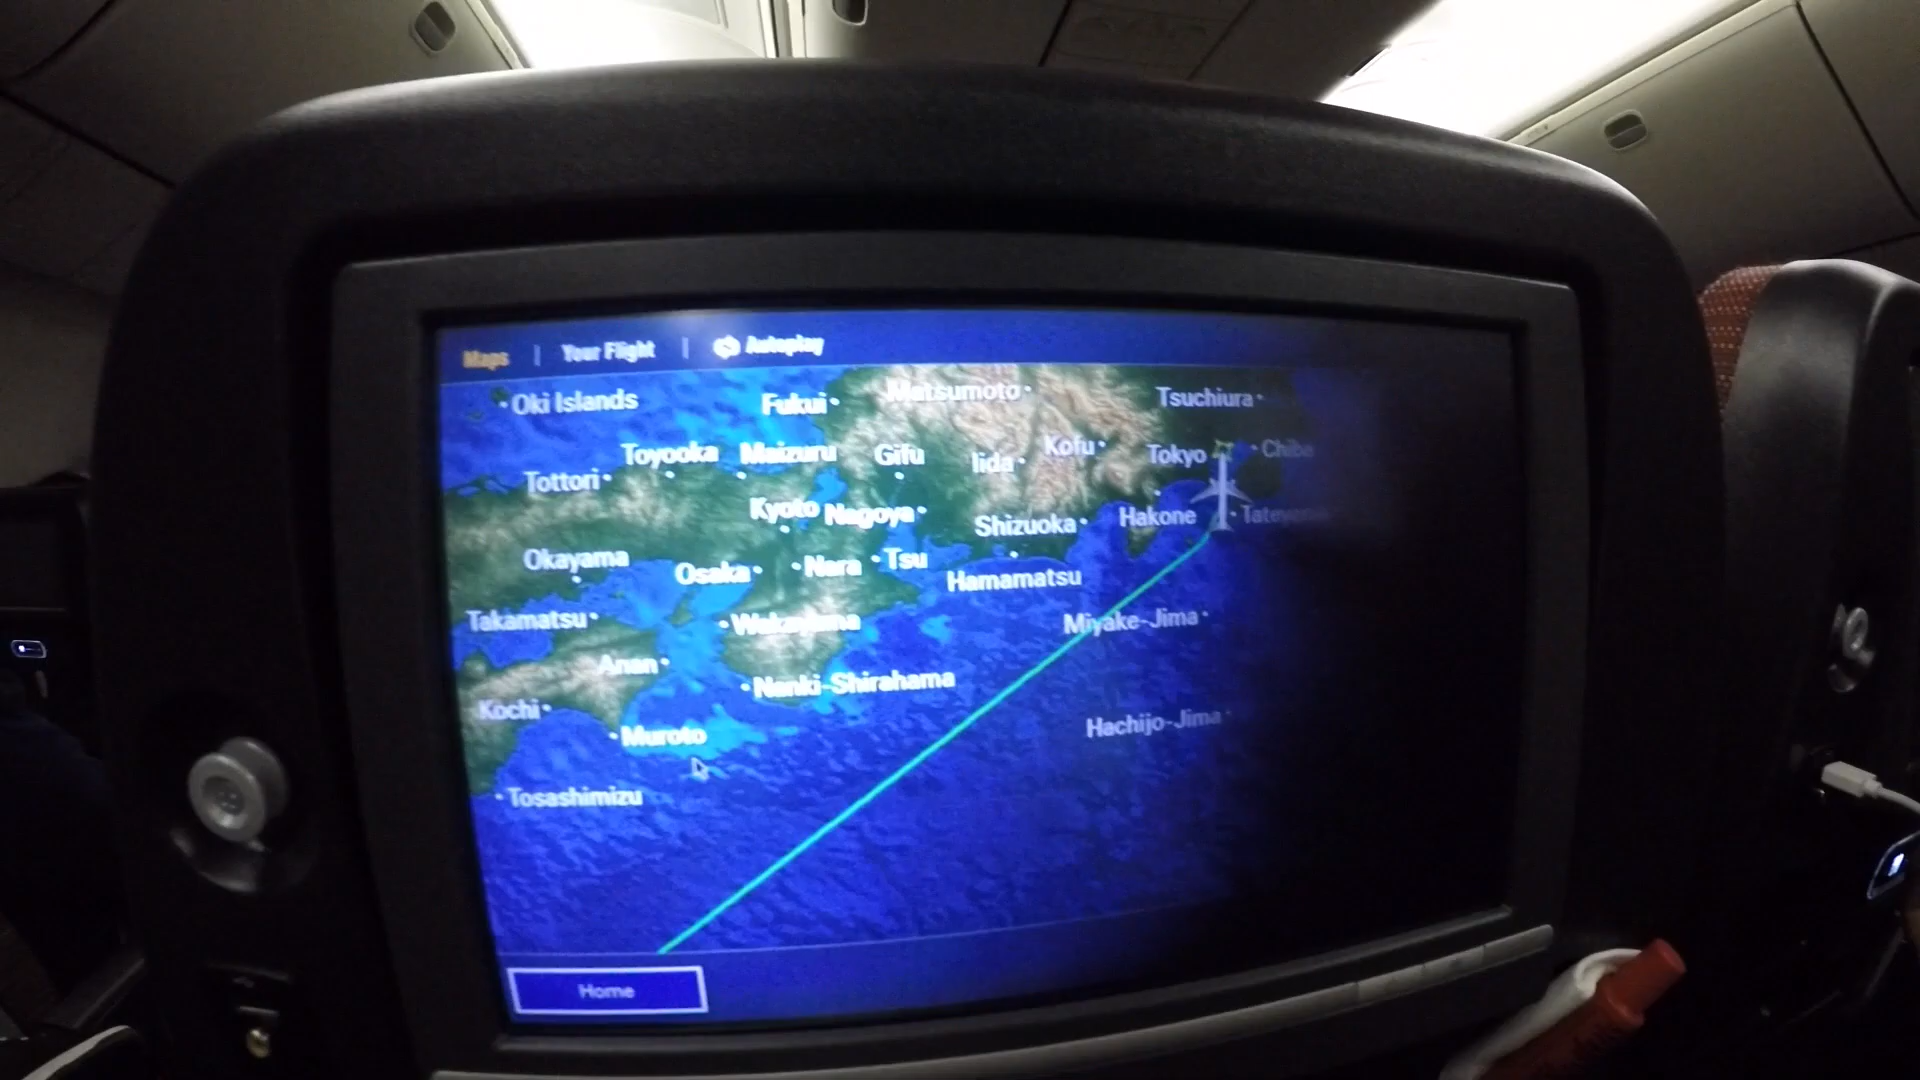 Maps | Your Flight | Autoplay
Oki Islands
Fukui
Matsumoto
Tsuchiura
Toyooka
Maizuru
Gifu
Iida
Kofu
Tokyo
Chiba
Tottori
Kyoto
Nagoya
Shizuoka
Hakone
Okayama
Osaka
Nara
Tsu
Hamamatsu
Takamatsu
Wakayama
Miyake-Jima
Anan
Nanki-Shirahama
Kochi
Muroto
Hachijo-Jima
Tosashimizu
Home